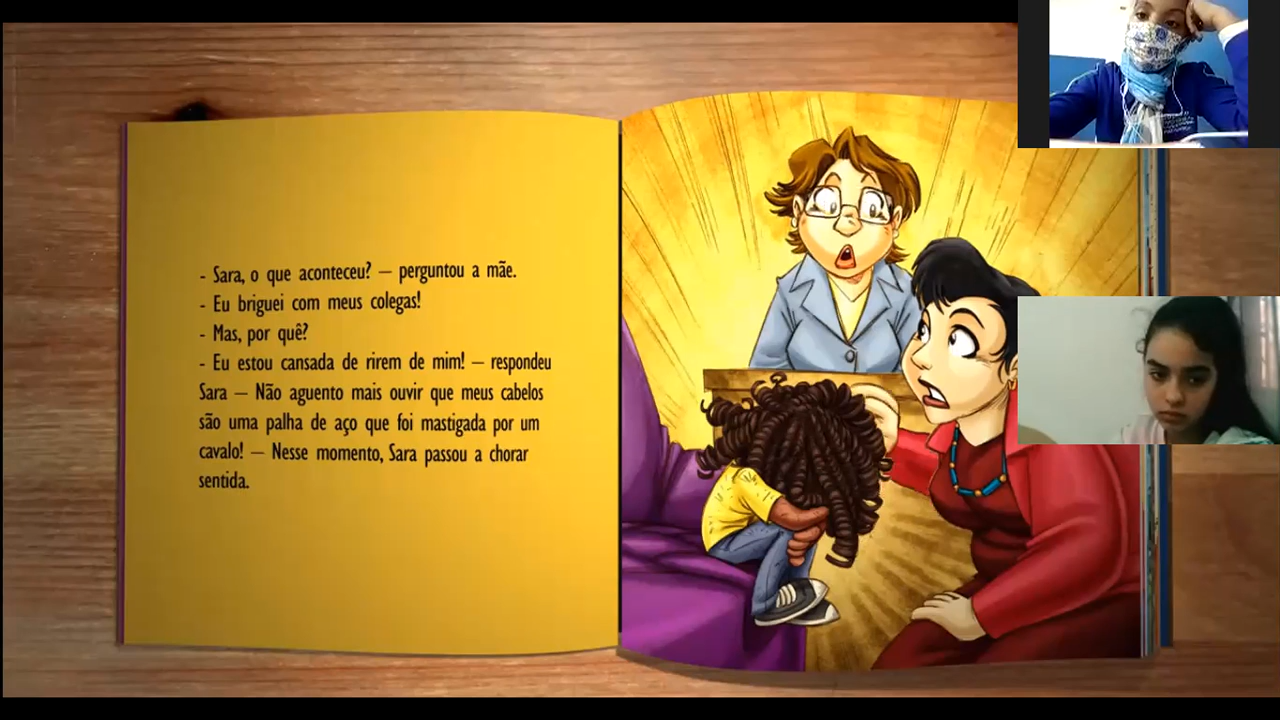 - Sara, o que aconteceu? — perguntou a mãe.
- Eu briguei com meus colegas!
- Mas, por quê?
- Eu estou cansada de rirem de mim! — respondeu
Sara — Não aguento mais ouvir que meus cabelos
são uma palha de aço que foi mastigada por um
cavalo! — Nesse momento, Sara passou a chorar
sentida.